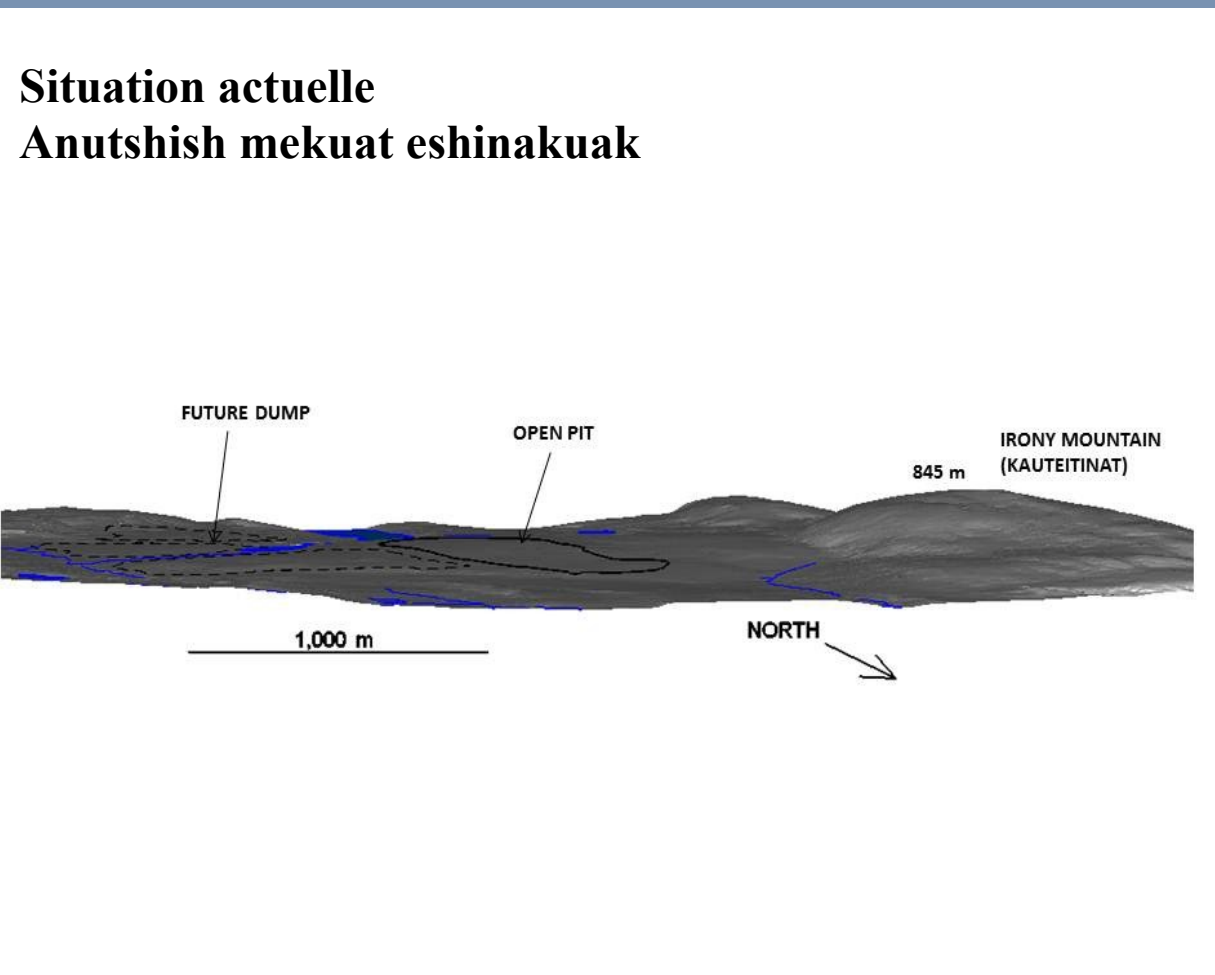 Situation actuelle
Anutshish mekuat eshinakuak
FUTURE DUMP
OPEN PIT
IRONY MOUNTAIN
(KAUTEITINAT)
845 m
1,000 m
NORTH